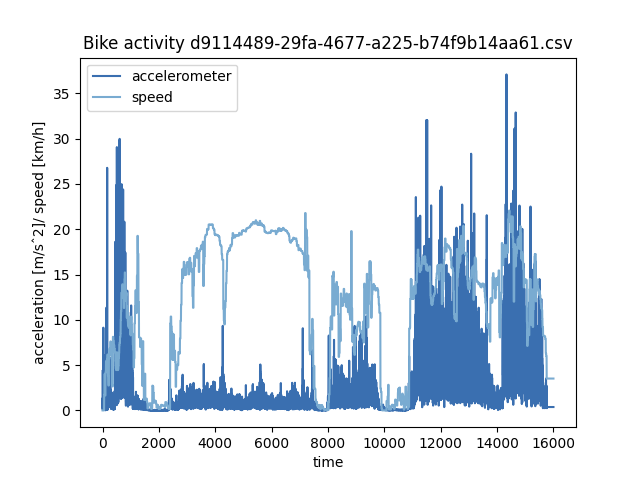 Bike activity d9114489-29fa-4677-a225-b74f9b14aa61.csv
accelerometer
speed
acceleration [m/s^2]/ speed [km/h]
35
30
25
20
15
10
5
0
0 2000 4000 6000 8000 10000 12000 14000 16000
time